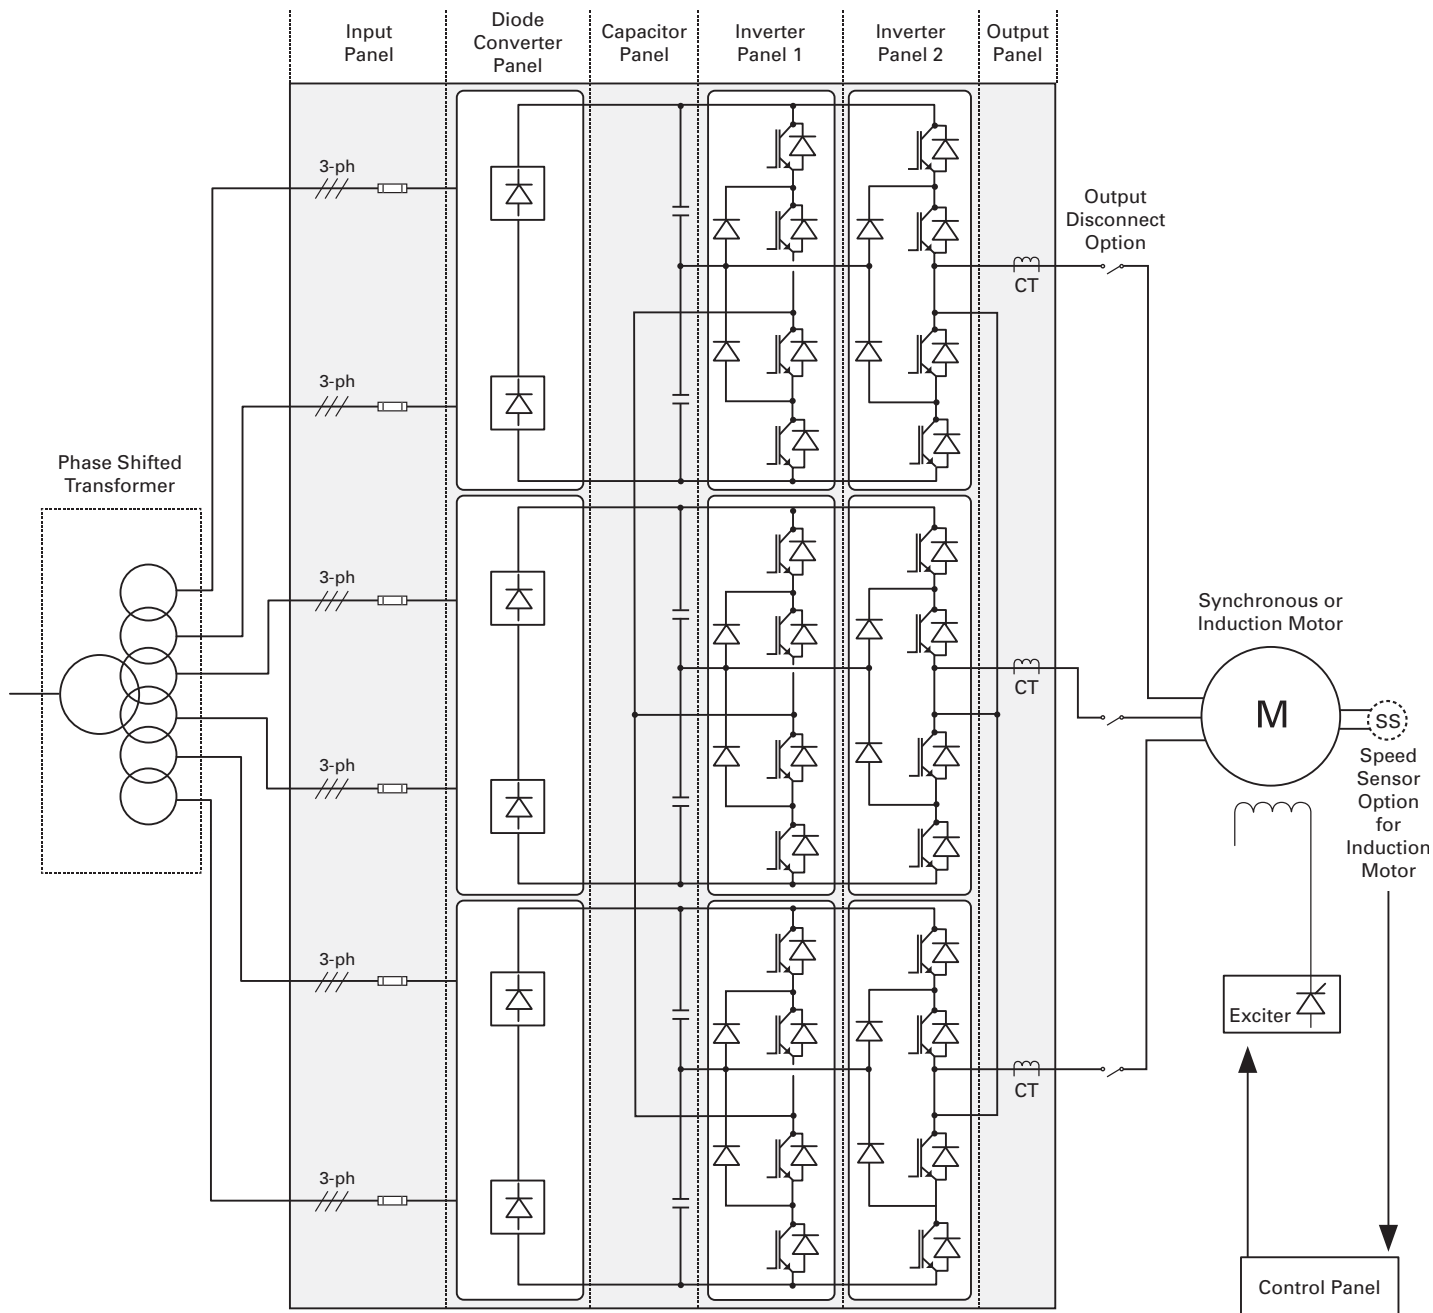 Input
Panel
Diode
Converter
Panel
Capacitor
Panel
Inverter
Panel 1
Inverter
Panel 2
Output
Panel
3-ph
3-ph
3-ph
3-ph
3-ph
3-ph
Phase Shifted
Transformer
Output
Disconnect
Option
CT
CT
CT
Synchronous or
Induction Motor
M
SS
Speed
Sensor
Option
for
Induction
Motor
Exciter
Control Panel